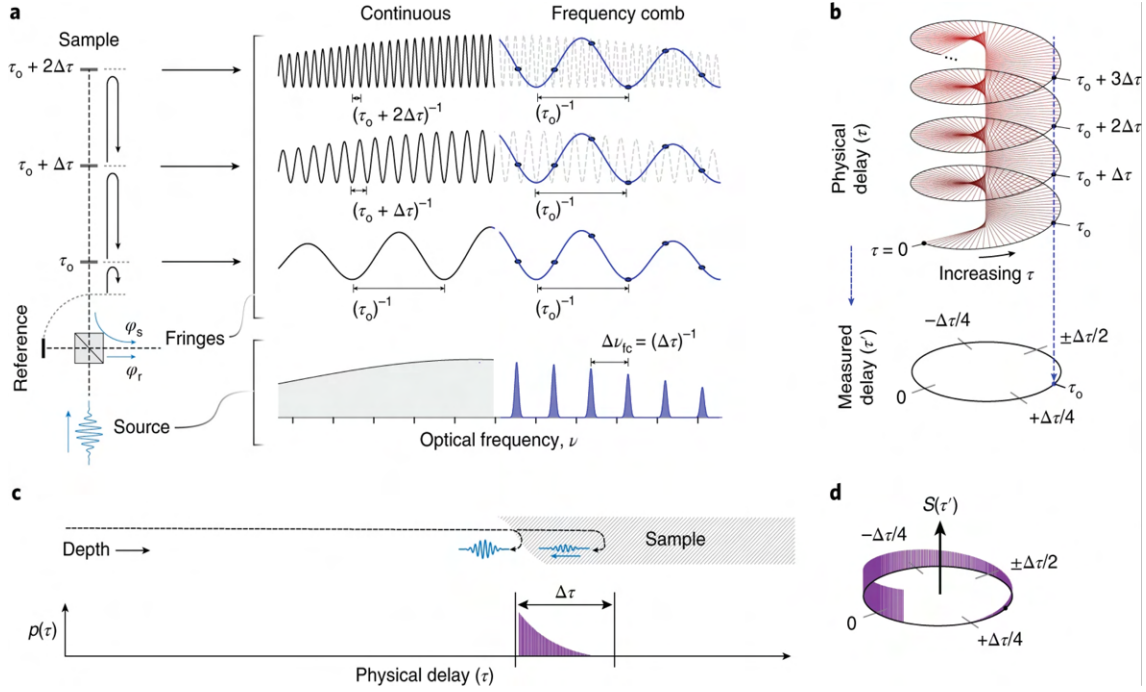 a
Continuous
Frequency comb
Sample
τo + 2Δτ
(τo + 2Δτ)⁻¹
(τo)⁻¹
τo + Δτ
(τo + Δτ)⁻¹
(τo)⁻¹
τo
(τo)⁻¹
(τo)⁻¹
Reference
φs
φr
Fringes
Δνfc = (Δτ)⁻¹
Source
Optical frequency, ν
b
Physical delay (τ)
...
τo + 3Δτ
τo + 2Δτ
τo + Δτ
τo
τ = 0
Increasing τ
Measured delay (τ′)
−Δτ/4
±Δτ/2
0
τo
+Δτ/4
c
Depth
Sample
Δτ
p(τ)
Physical delay (τ)
d
S(τ′)
−Δτ/4
±Δτ/2
0
+Δτ/4